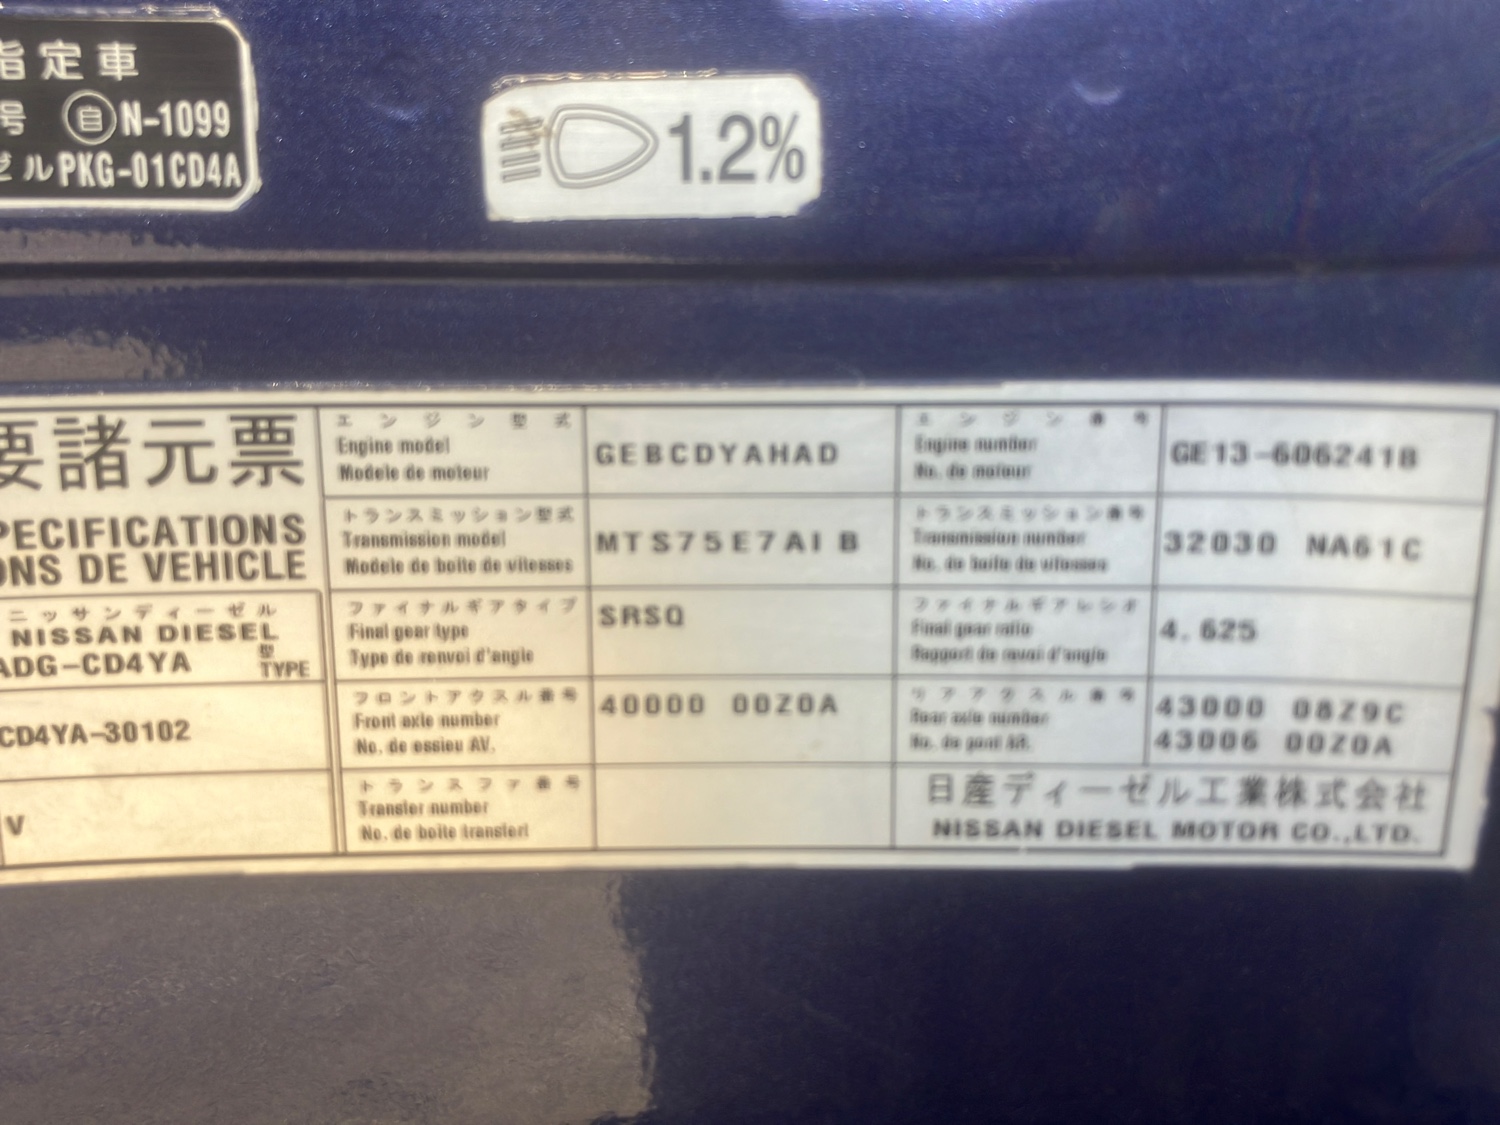 指定車
号 自 N-1099
ゼル PKG-01CD4A
1.2%
要諸元票
PECIFICATIONS
ONS DE VEHICLE
ニッサンディーゼル
NISSAN DIESEL
ADG-CD4YA 型 TYPE
CD4YA-30102
V
エンジン型式
Engine model
Modele de moteur
GEBCDYAHAD
エンジン番号
Engine number
No. de moteur
GE13-606241B
トランスミッション型式
Transmission model
Modele de boite de vitesses
MTS75E7AIB
トランスミッション番号
Transmission number
No. de boite de vitesses
32030 NA61C
ファイナルギアタイプ
Final gear type
Type de renvoi d'angle
SRSQ
ファイナルギアレシオ
Final gear ratio
Rapport de renvoi d'angle
4.625
フロントアクスル番号
Front axle number
No. de essieu AV.
40000 00Z0A
リアアクスル番号
Rear axle number
No. de pont AR.
43000 08Z9C
43006 00Z0A
トランスファ番号
Transfer number
No. de boite transfert
日産ディーゼル工業株式会社
NISSAN DIESEL MOTOR CO.,LTD.